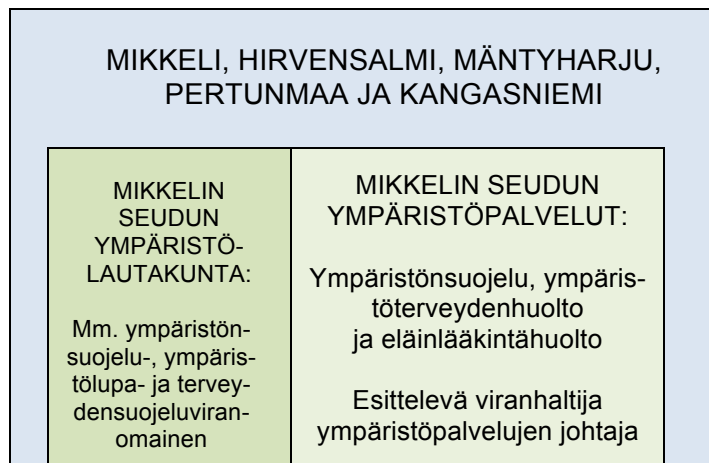 MIKKELI, HIRVENSALMI, MÄNTYHARJU,
PERTUNMAA JA KANGASNIEMI
MIKKELIN
SEUDUN
YMPÄRISTÖ-
LAUTAKUNTA:
Mm. ympäristön-
suojelu-, ympäris-
tölupa- ja tervey-
densuojeluviran-
omainen
MIKKELIN SEUDUN
YMPÄRISTÖPALVELUT:
Ympäristönsuojelu, ympäris-
töterveydenhuolto
ja eläinlääkintähuolto
Esittelevä viranhaltija
ympäristöpalvelujen johtaja